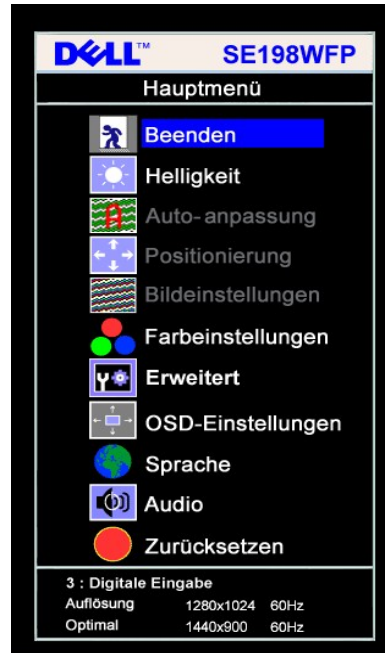 DELL™ SE198WFP
Hauptmenü
Beenden
Helligkeit
Auto-anpassung
Positionierung
Bildeinstellungen
Farbeinstellungen
Erweitert
OSD-Einstellungen
Sprache
Audio
Zurücksetzen
3 : Digitale Eingabe
Auflösung 1280x1024 60Hz
Optimal 1440x900 60Hz